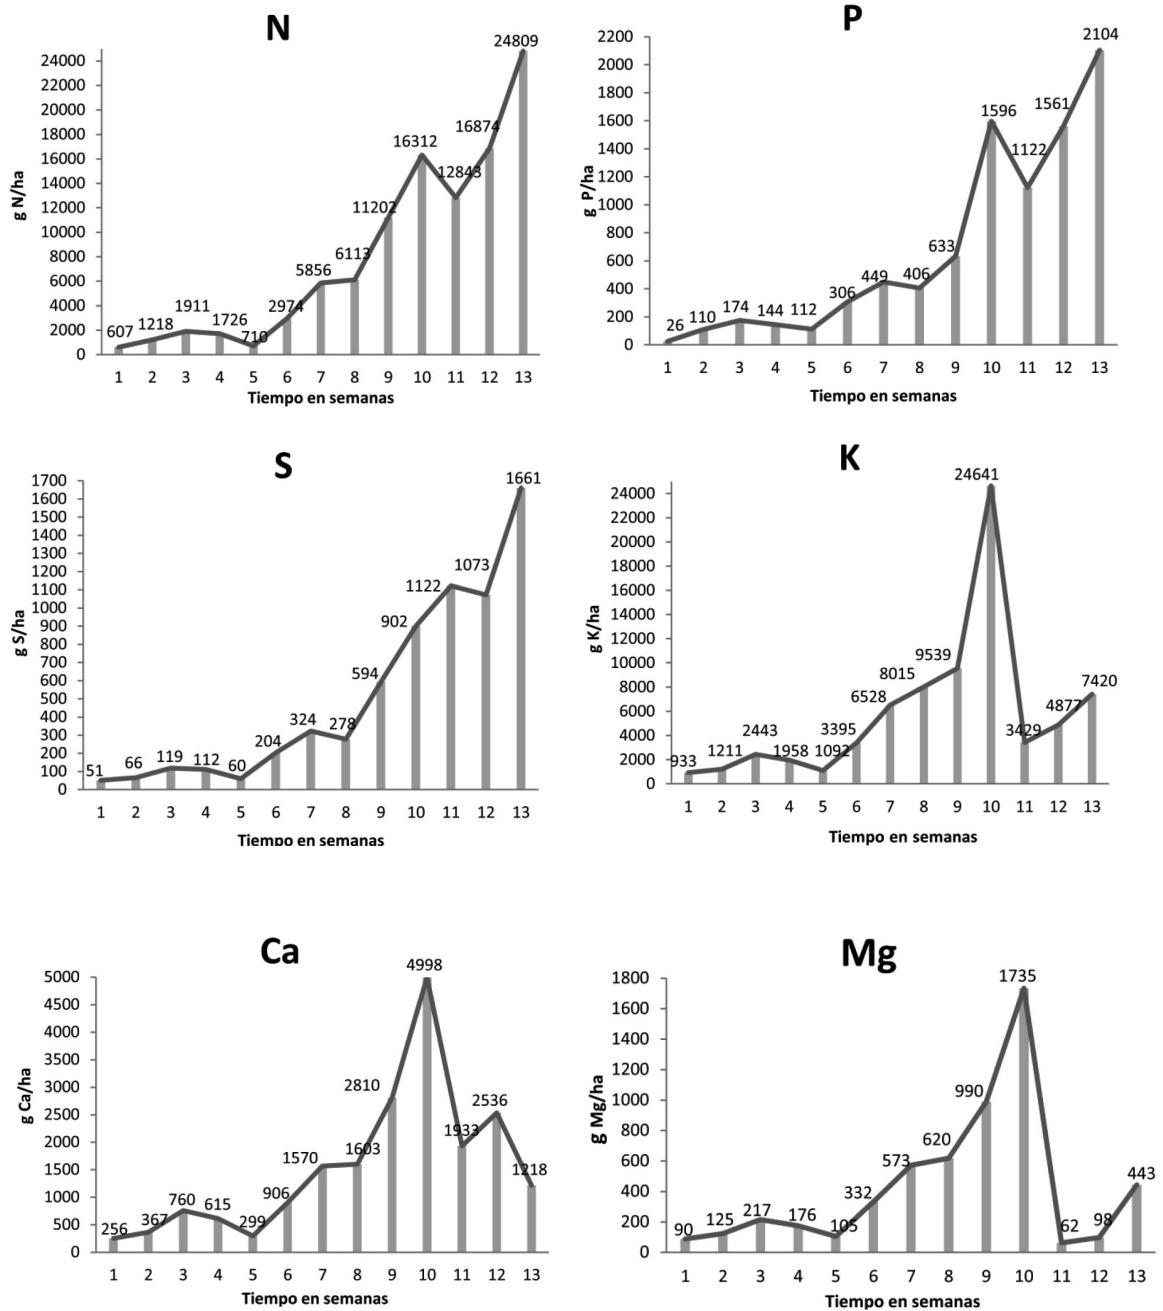 N
24000
22000
20000
18000
16000
14000
12000
10000
8000
6000
4000
2000
0
g N/ha
607 1218 1911 1726 710 2974 5856 6113 11202 16312 12843 16874 24809
1 2 3 4 5 6 7 8 9 10 11 12 13
Tiempo en semanas
P
2200
2000
1800
1600
1400
1200
1000
800
600
400
200
0
g P/ha
26 110 174 144 112 306 449 406 633 1596 1122 1561 2104
1 2 3 4 5 6 7 8 9 10 11 12 13
Tiempo en semanas
S
1700
1600
1500
1400
1300
1200
1100
1000
900
800
700
600
500
400
300
200
100
0
g S/ha
51 66 119 112 60 204 324 278 594 902 1122 1073 1661
1 2 3 4 5 6 7 8 9 10 11 12 13
Tiempo en semanas
K
24000
22000
20000
18000
16000
14000
12000
10000
8000
6000
4000
2000
0
g K/ha
933 1211 2443 1958 1092 3395 6528 8015 9539 24641 3429 4877 7420
1 2 3 4 5 6 7 8 9 10 11 12 13
Tiempo en semanas
Ca
5000
4500
4000
3500
3000
2500
2000
1500
1000
500
0
g Ca/ha
256 367 760 615 299 906 1570 1603 2810 4998 1933 2536 1218
1 2 3 4 5 6 7 8 9 10 11 12 13
Tiempo en semanas
Mg
1800
1600
1400
1200
1000
800
600
400
200
0
g Mg/ha
90 125 217 176 105 332 573 620 990 1735 62 98 443
1 2 3 4 5 6 7 8 9 10 11 12 13
Tiempo en semanas